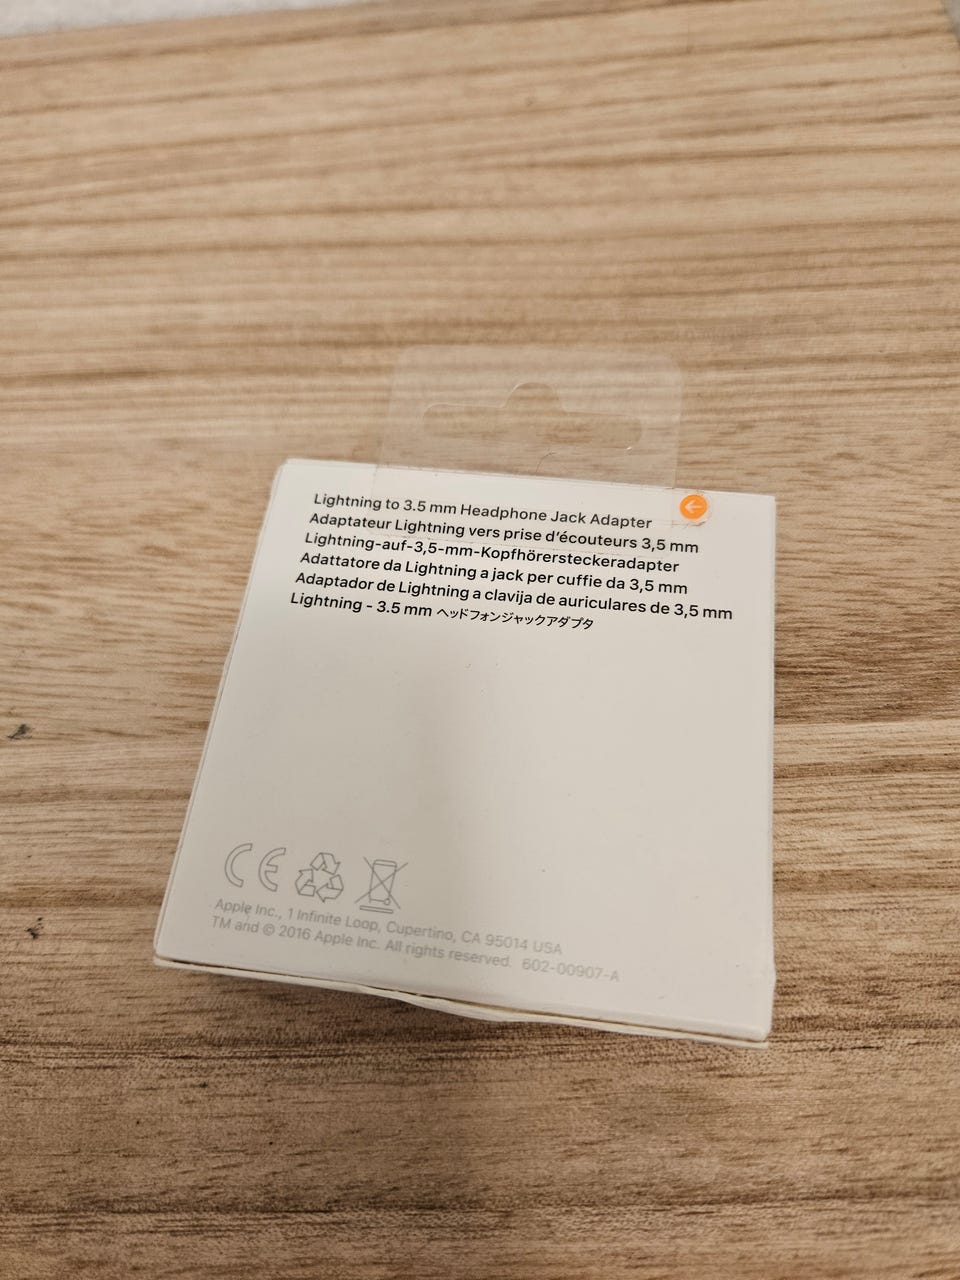 Lightning to 3.5 mm Headphone Jack Adapter
Adaptateur Lightning vers prise d‘écouteurs 3,5 mm
Lightning-auf-3,5-mm-Kopfhörersteckeradapter
Adattatore da Lightning a jack per cuffie da 3,5 mm
Adaptador de Lightning a clavija de auriculares de 3,5 mm
Lightning - 3.5 mm ヘッドフォンジャックアダプタ
CE
Apple Inc., 1 Infinite Loop, Cupertino, CA 95014 USA
TM and © 2016 Apple Inc. All rights reserved. 602-00907-A